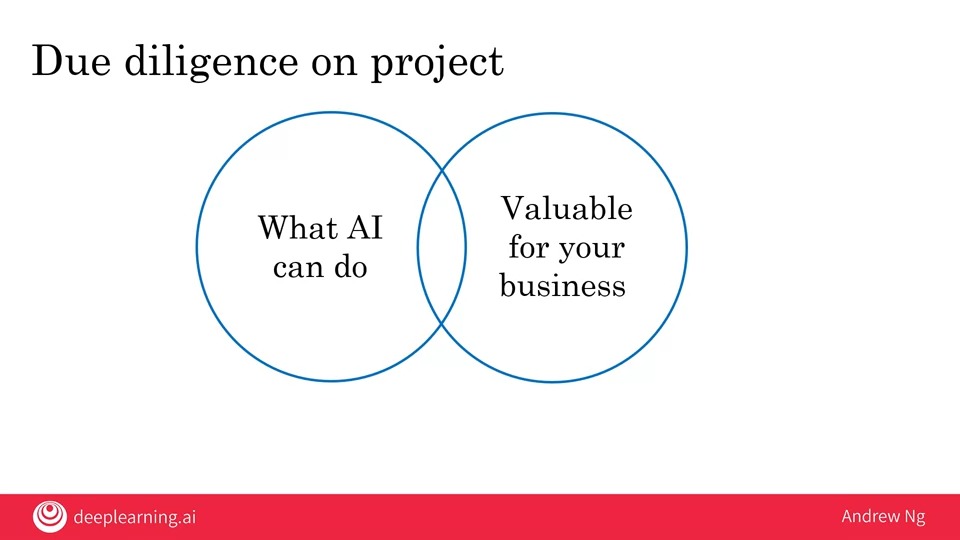 Due diligence on project
What AI
can do
Valuable
for your
business
deeplearning.ai
Andrew Ng